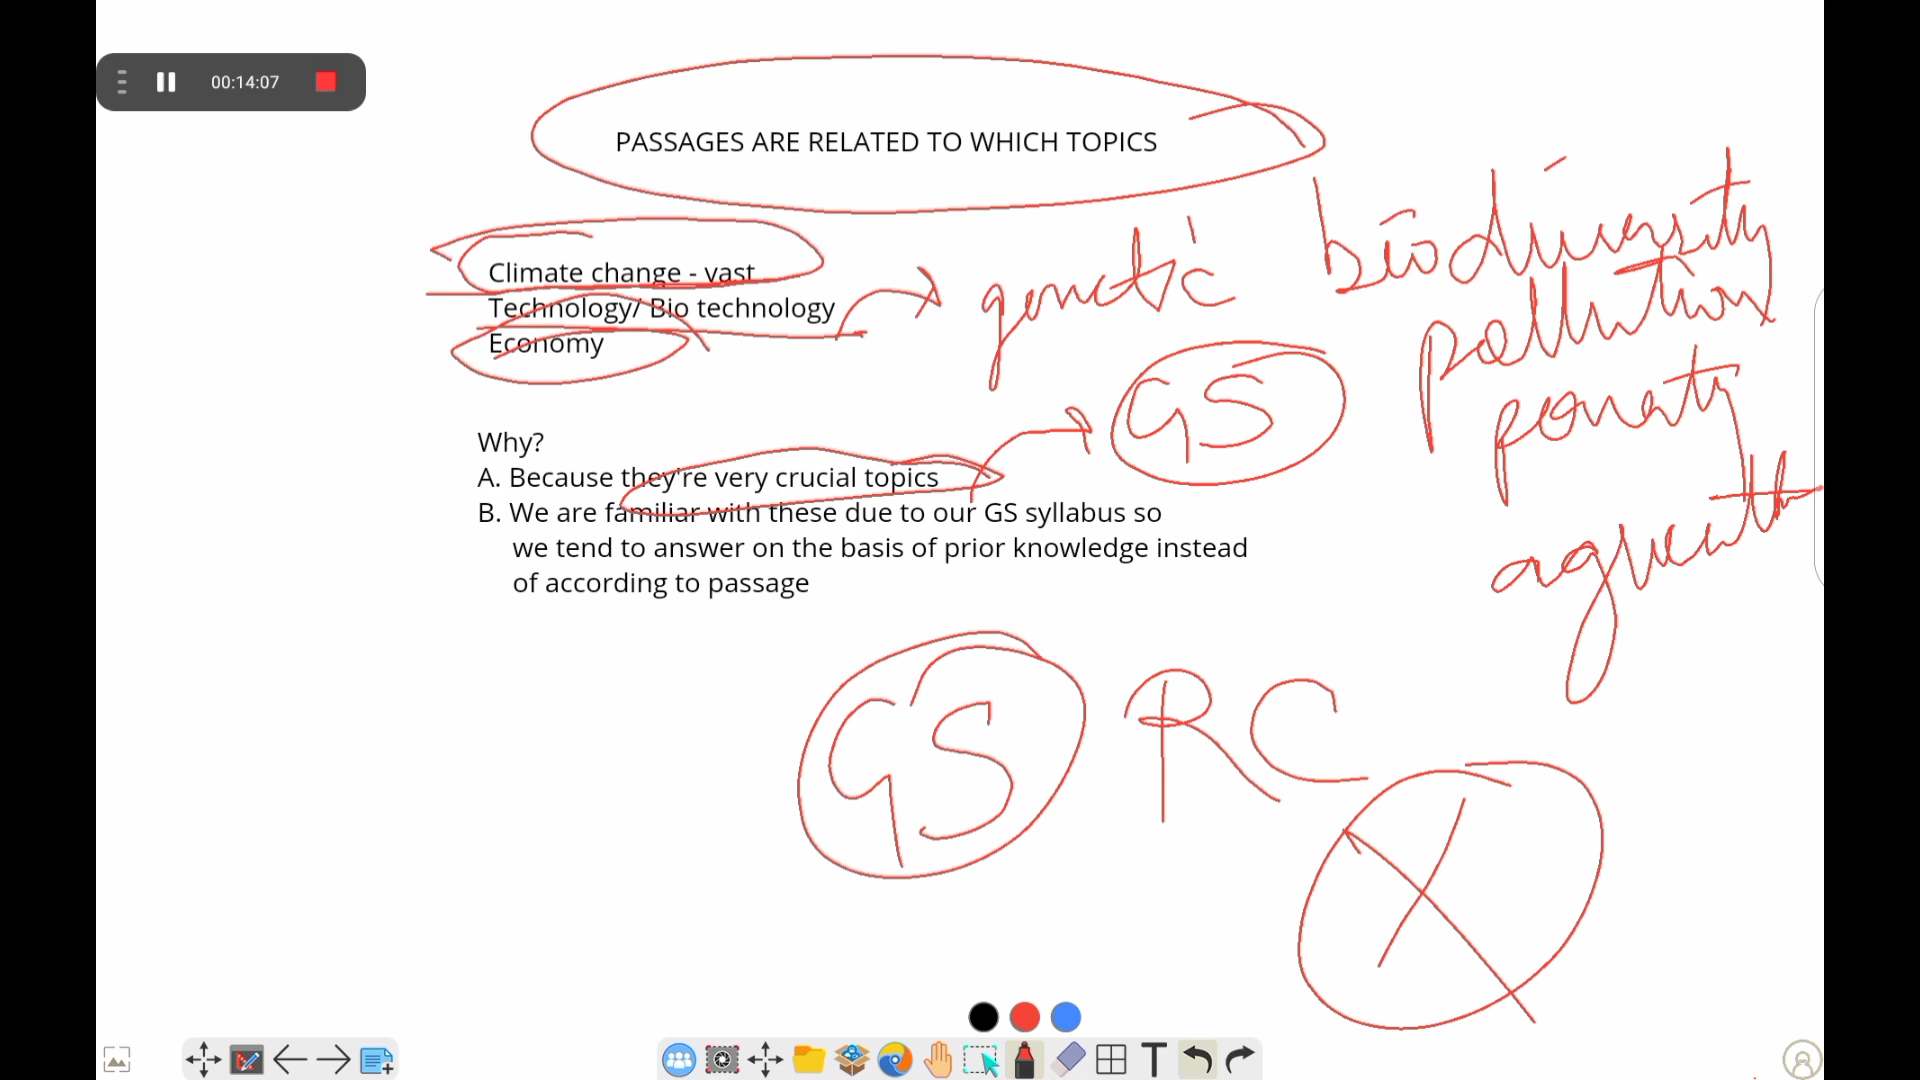 00:14:07
PASSAGES ARE RELATED TO WHICH TOPICS
Climate change - vast
Technology/ Bio technology
Economy
genetic
biodiversity
pollution
poverty
GS
Why?
A. Because they're very crucial topics
B. We are familiar with these due to our GS syllabus so
we tend to answer on the basis of prior knowledge instead
of according to passage
GS RC
X
T